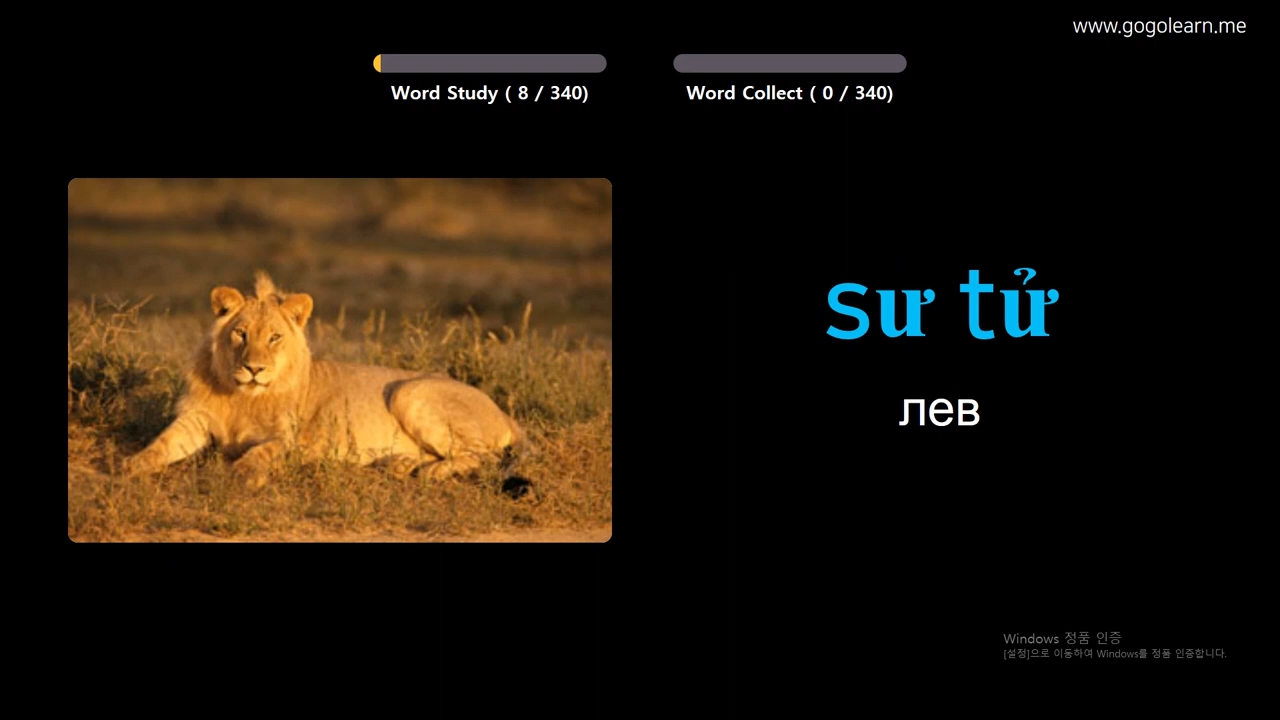 www.gogolearn.me
Word Study ( 8 / 340)
Word Collect ( 0 / 340)
sư tử
лев
Windows 정품 인증
[설정]으로 이동하여 Windows를 정품 인증합니다.